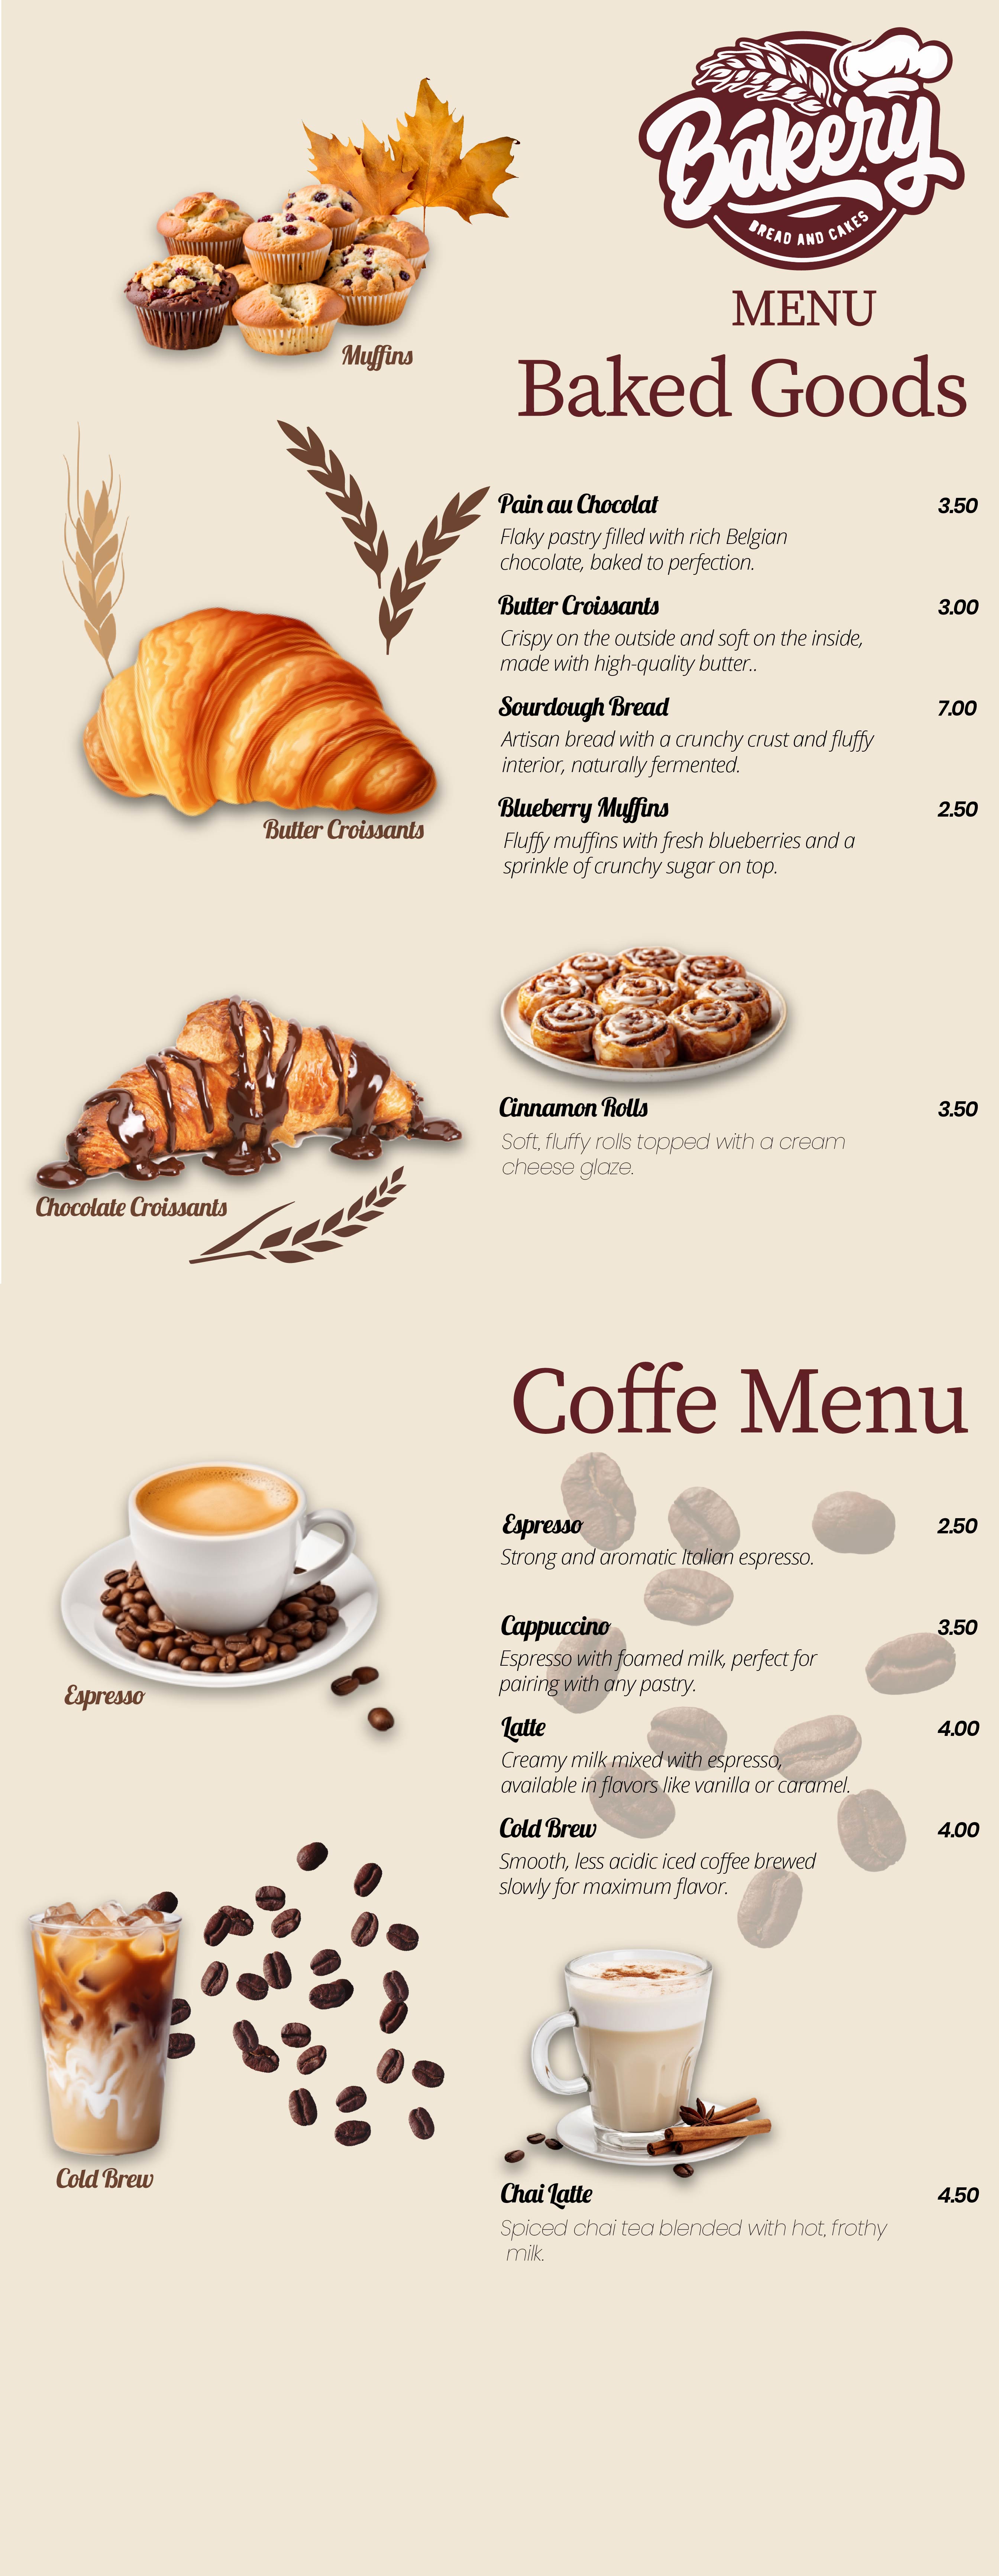 Bakery
BREAD AND CAKES
MENU
Baked Goods
Muffins
Pain au Chocolat 3.50
Flaky pastry filled with rich Belgian
chocolate, baked to perfection.
Butter Croissants 3.00
Crispy on the outside and soft on the inside,
made with high-quality butter..
Sourdough Bread 7.00
Artisan bread with a crunchy crust and fluffy
interior, naturally fermented.
Blueberry Muffins 2.50
Fluffy muffins with fresh blueberries and a
sprinkle of crunchy sugar on top.
Butter Croissants
Cinnamon Rolls 3.50
Soft, fluffy rolls topped with a cream
cheese glaze.
Chocolate Croissants
Coffe Menu
Espresso 2.50
Strong and aromatic Italian espresso.
Cappuccino 3.50
Espresso with foamed milk, perfect for
pairing with any pastry.
Espresso
Latte 4.00
Creamy milk mixed with espresso,
available in flavors like vanilla or caramel.
Cold Brew 4.00
Smooth, less acidic iced coffee brewed
slowly for maximum flavor.
Cold Brew
Chai Latte 4.50
Spiced chai tea blended with hot, frothy
milk.